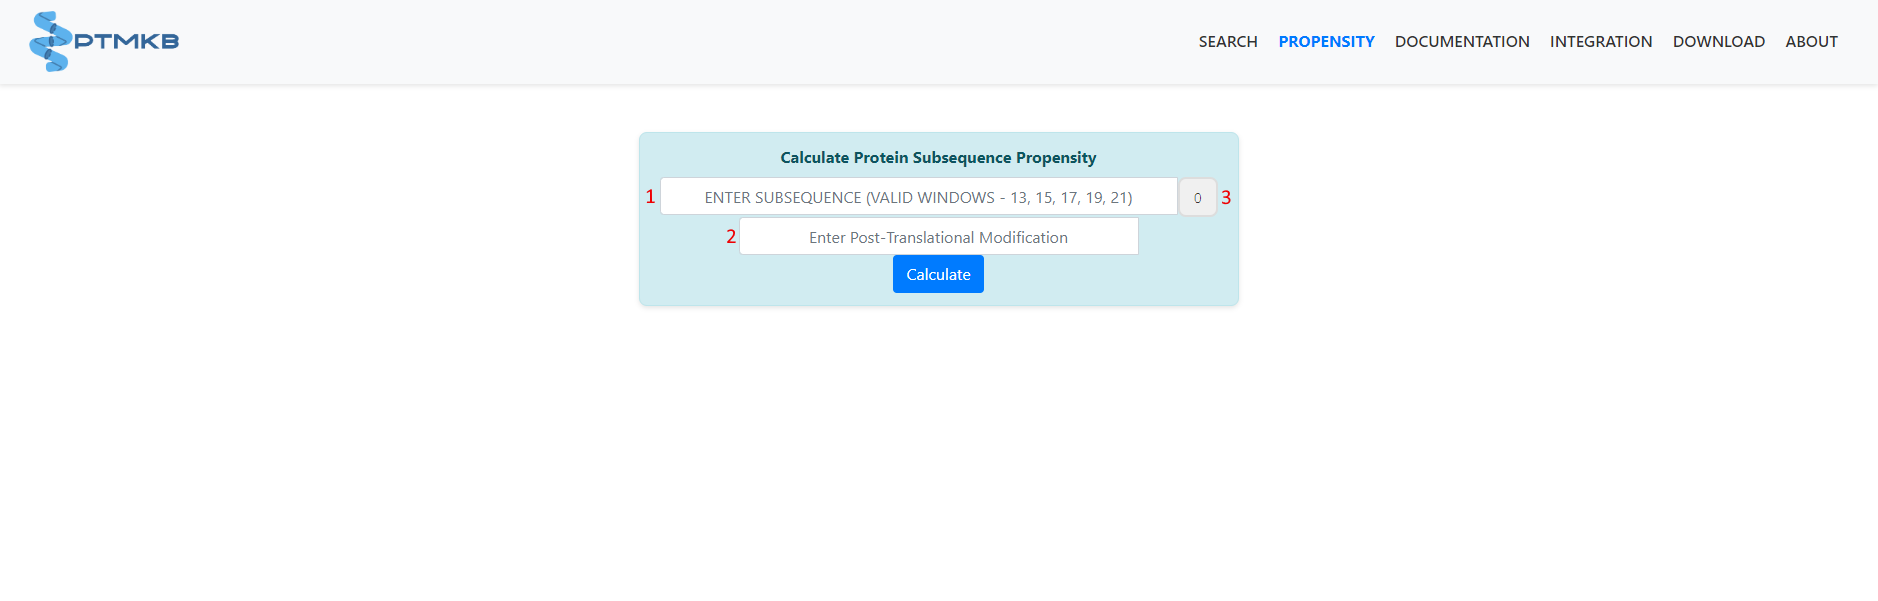 PTMKB
SEARCH PROPENSITY DOCUMENTATION INTEGRATION DOWNLOAD ABOUT
Calculate Protein Subsequence Propensity
1 ENTER SUBSEQUENCE (VALID WINDOWS - 13, 15, 17, 19, 21) 0 3
2 Enter Post-Translational Modification
Calculate